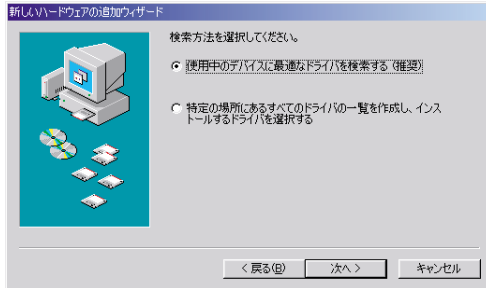 新しいハードウェアの追加ウィザード
検索方法を選択してください。
使用中のデバイスに最適なドライバを検索する (推奨)
特定の場所にあるすべてのドライバの一覧を作成し、インス
トールするドライバを選択する
< 戻る(B)
次へ >
キャンセル